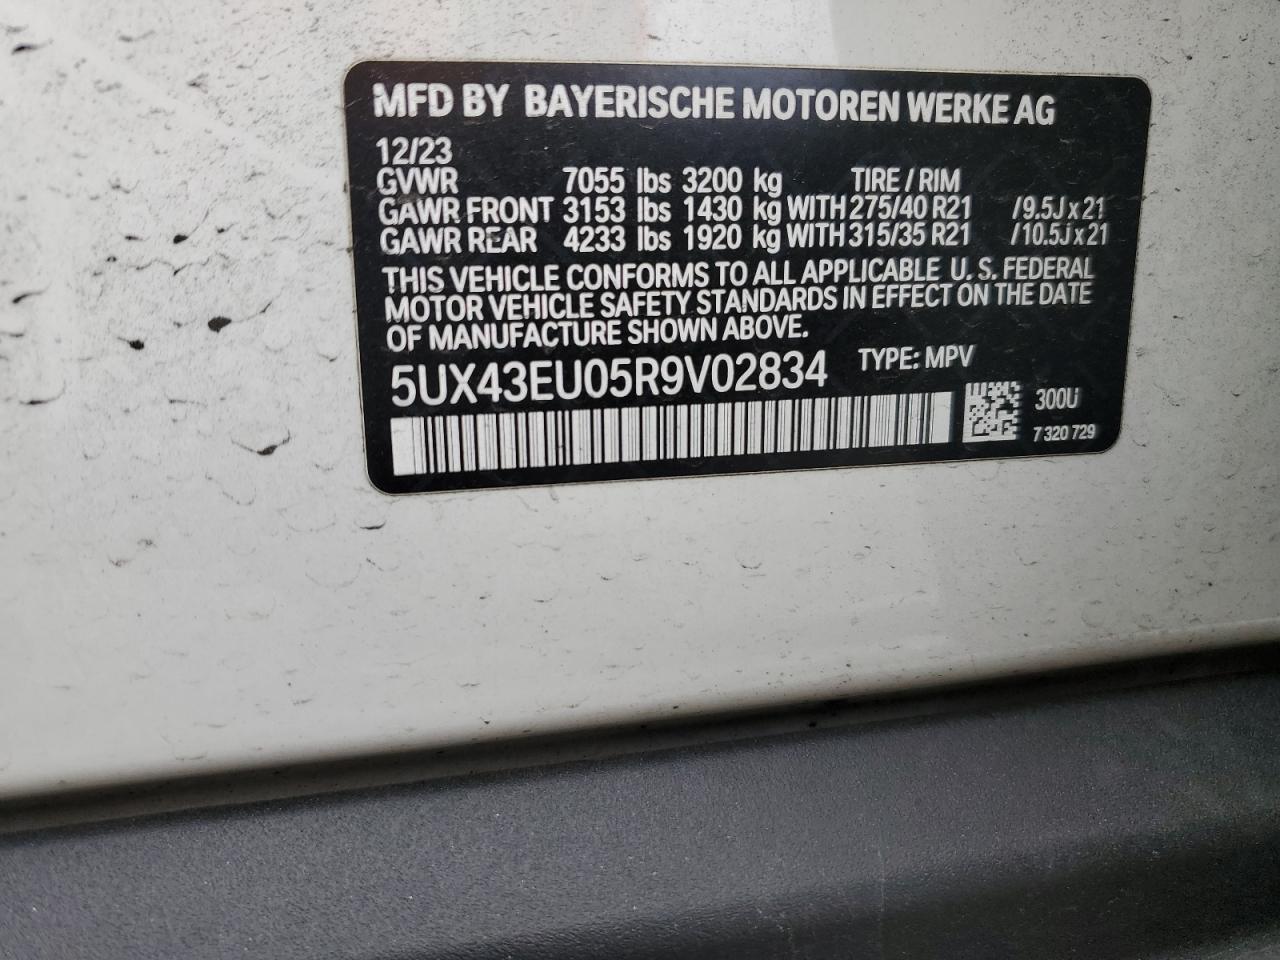 MFD BY BAYERISCHE MOTOREN WERKE AG
12/23
GVWR 7055 lbs 3200 kg TIRE / RIM
GAWR FRONT 3153 lbs 1430 kg WITH 275/40 R21 /9.5J x 21
GAWR REAR 4233 lbs 1920 kg WITH 315/35 R21 /10.5J x 21
THIS VEHICLE CONFORMS TO ALL APPLICABLE U. S. FEDERAL
MOTOR VEHICLE SAFETY STANDARDS IN EFFECT ON THE DATE
OF MANUFACTURE SHOWN ABOVE.
5UX43EU05R9V02834 TYPE: MPV
300U
7 320 729